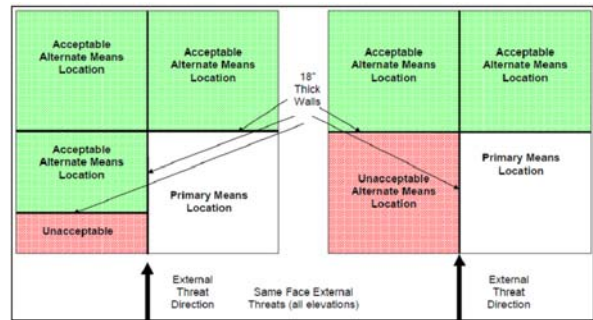 Acceptable
Alternate Means
Location
Acceptable
Alternate Means
Location
18"
Thick
Walls
Acceptable
Alternate Means
Location
Acceptable
Alternate Means
Location
Acceptable
Alternate Means
Location
Primary Means
Location
Unacceptable
Unacceptable
Alternate Means
Location
Primary Means
Location
External
Threat
Direction
Same Face External
Threats (all elevations)
External
Threat
Direction